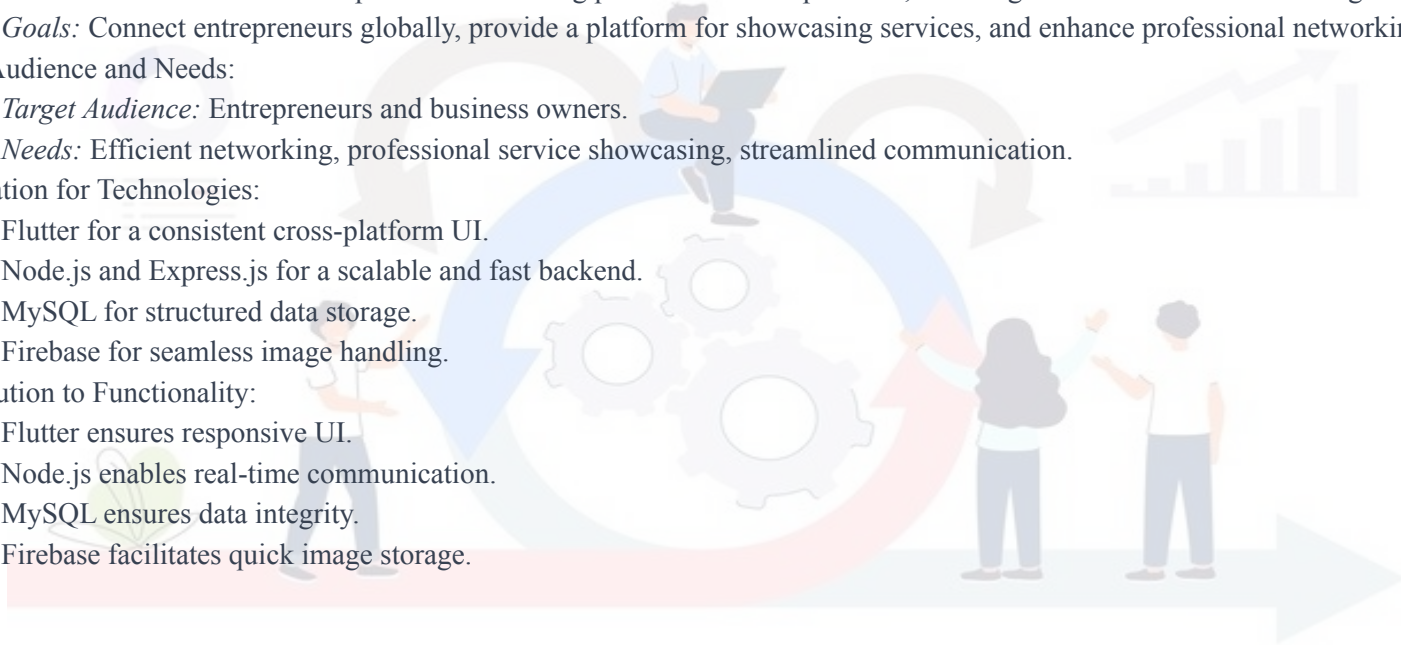 Goals: Connect entrepreneurs globally, provide a platform for showcasing services, and enhance professional
Audience and Needs:
Target Audience: Entrepreneurs and business owners.
Needs: Efficient networking, professional service showcasing, streamlined communication.
for Technologies:
Flutter for a consistent cross-platform UI.
Node.js and Express.js for a scalable and fast backend.
MySQL for structured data storage.
Firebase for seamless image handling.
to Functionality:
Flutter ensures responsive UI.
Node.js enables real-time communication.
MySQL ensures data integrity.
Firebase facilitates quick image storage.